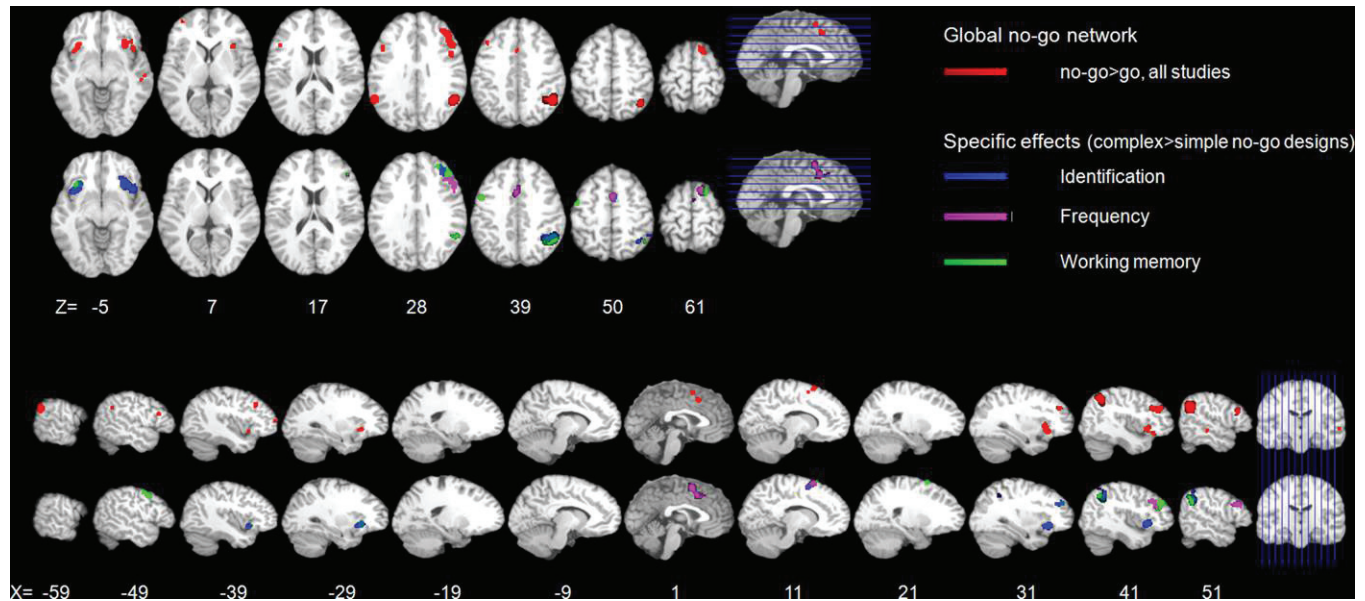 Global no-go network
no-go>go, all studies
Specific effects (complex>simple no-go designs)
Identification
Frequency
Working memory
Z= -5 7 17 28 39 50 61
X= -59 -49 -39 -29 -19 -9 1 11 21 31 41 51